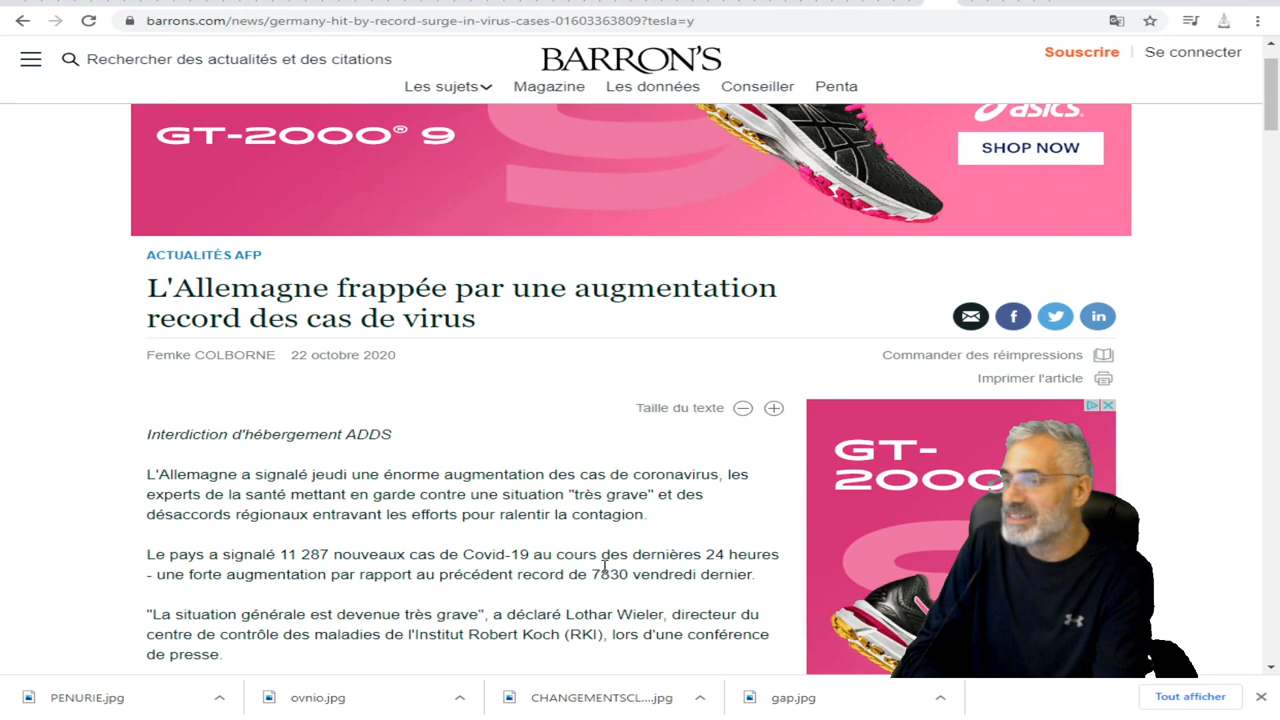 barrons.com/news/germany-hit-by-record-surge-in-virus-cases-01603363809?tesla=y
Rechercher des actualités et des citations
BARRON'S
Souscrire
Se connecter
Les sujets
Magazine
Les données
Conseiller
Penta
GT-2000® 9
asics.
SHOP NOW
ACTUALITÉS AFP
L'Allemagne frappée par une augmentation
record des cas de virus
Femke COLBORNE 22 octobre 2020
Commander des réimpressions
Imprimer l'article
Taille du texte
Interdiction d'hébergement ADDS
L'Allemagne a signalé jeudi une énorme augmentation des cas de coronavirus, les
experts de la santé mettant en garde contre une situation "très grave" et des
désaccords régionaux entravant les efforts pour ralentir la contagion.
Le pays a signalé 11 287 nouveaux cas de Covid-19 au cours des dernières 24 heures
- une forte augmentation par rapport au précédent record de 7830 vendredi dernier.
"La situation générale est devenue très grave", a déclaré Lothar Wieler, directeur du
centre de contrôle des maladies de l'Institut Robert Koch (RKI), lors d'une conférence
de presse.
GT-
2000
PENURIE.jpg
ovnio.jpg
CHANGEMENTSCL....jpg
gap.jpg
Tout afficher